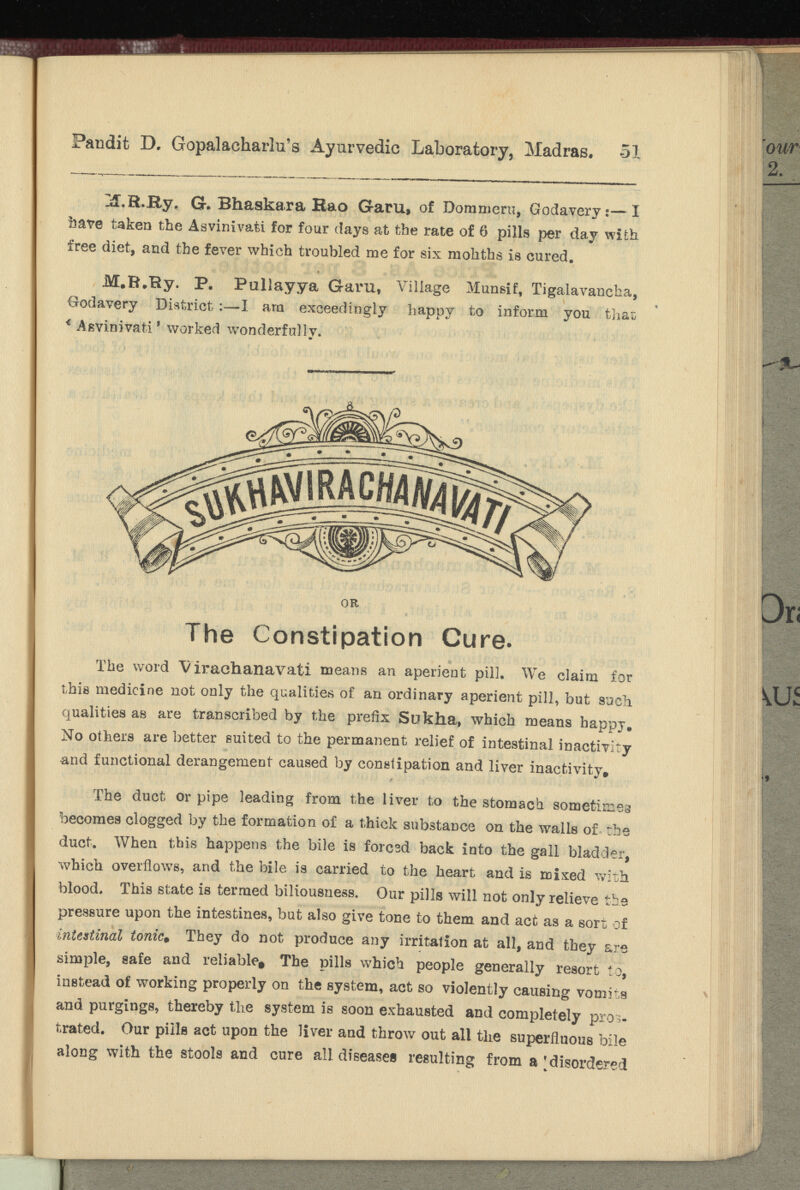 Pandit D. Gopalacharlu's Ayurvedic Laboratory, Madras. 51
M.R.Ry. G. Bhaskara Rao Garu, of Dommeru, Godavery:— I
have taken the Asvinivati for four days at the rate of 6 pills per day with
free diet, and the fever which troubled me for six mohths is cured.
M.R.Ry. P. Pullayya Garu, Village Munsif, Tigalavancha,
Godavery District:—I am exceedingly happy to inform you that
'Asvinivati' worked wonderfully.
SUKHAVIRACHANAVATI
OR
The Constipation Cure.
The word Virachanavati means an aperient pill. We claim for
this medicine not only the qualities of an ordinary aperient pill, but such
qualities as are transcribed by the prefix Sukha, which means happy.
No others are better suited to the permanent relief of intestinal inactivity
and functional derangement caused by constipation and liver inactivity.
The duct or pipe leading from the liver to the stomach sometimes
becomes clogged by the formation of a thick substance on the walls of the
duct. When this happens the bile is forced back into the gall bladder,
which overflows, and the bile is carried to the heart and is mixed with
blood. This state is termed biliousness. Our pills will not only relieve the
pressure upon the intestines, but also give tone to them and act as a sort of
intestinal tonic. They do not produce any irritation at all, and they are
simple, safe and reliable. The pills which people generally resort to,
instead of working properly on the system, act so violently causing vomits
and purgings, thereby the system is soon exhausted and completely pros-
trated. Our pills act upon the liver and throw out all the superfluous bile
along with the stools and cure all diseases resulting from a 'disordered
our
2.